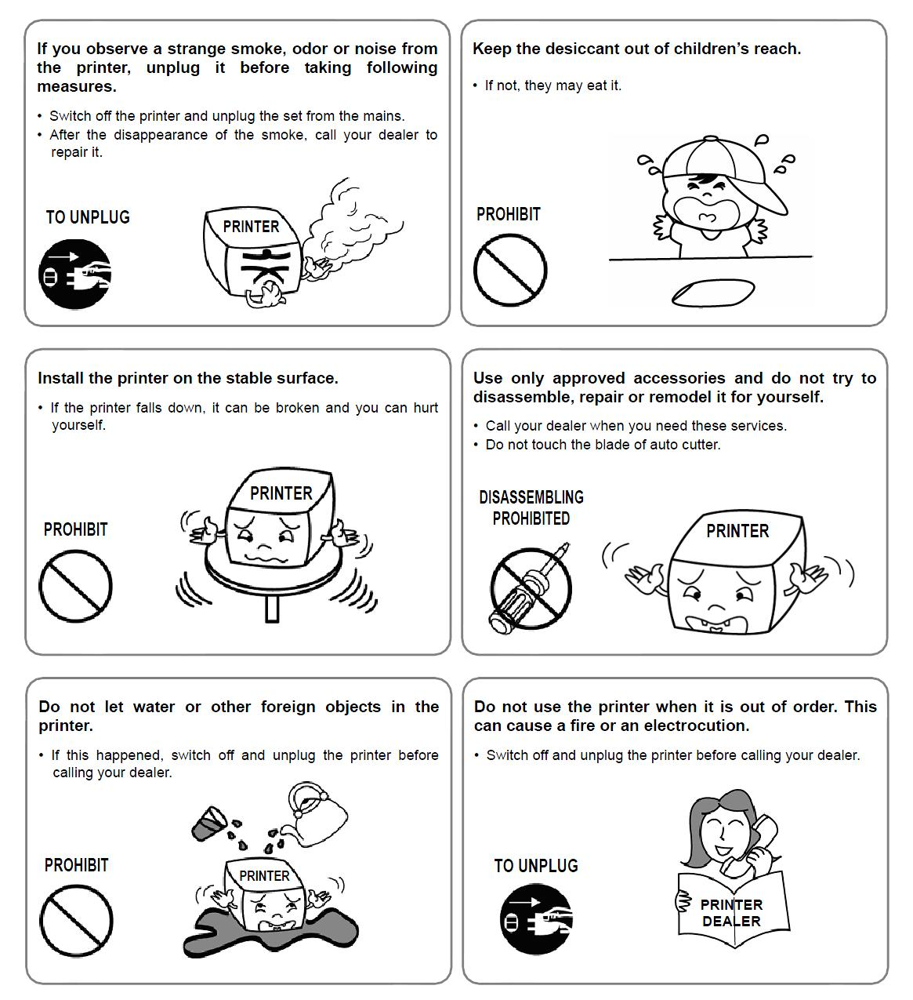 If you observe a strange smoke, odor or noise from
the printer, unplug it before taking following
measures.
• Switch off the printer and unplug the set from the mains.
• After the disappearance of the smoke, call your dealer to
repair it.
TO UNPLUG
PRINTER
Keep the desiccant out of children’s reach.
• If not, they may eat it.
PROHIBIT
Install the printer on the stable surface.
• If the printer falls down, it can be broken and you can hurt
yourself.
PROHIBIT
PRINTER
Use only approved accessories and do not try to
disassemble, repair or remodel it for yourself.
• Call your dealer when you need these services.
• Do not touch the blade of auto cutter.
DISASSEMBLING
PROHIBITED
PRINTER
Do not let water or other foreign objects in the
printer.
• If this happened, switch off and unplug the printer before
calling your dealer.
PROHIBIT
PRINTER
Do not use the printer when it is out of order. This
can cause a fire or an electrocution.
• Switch off and unplug the printer before calling your dealer.
TO UNPLUG
PRINTER
DEALER